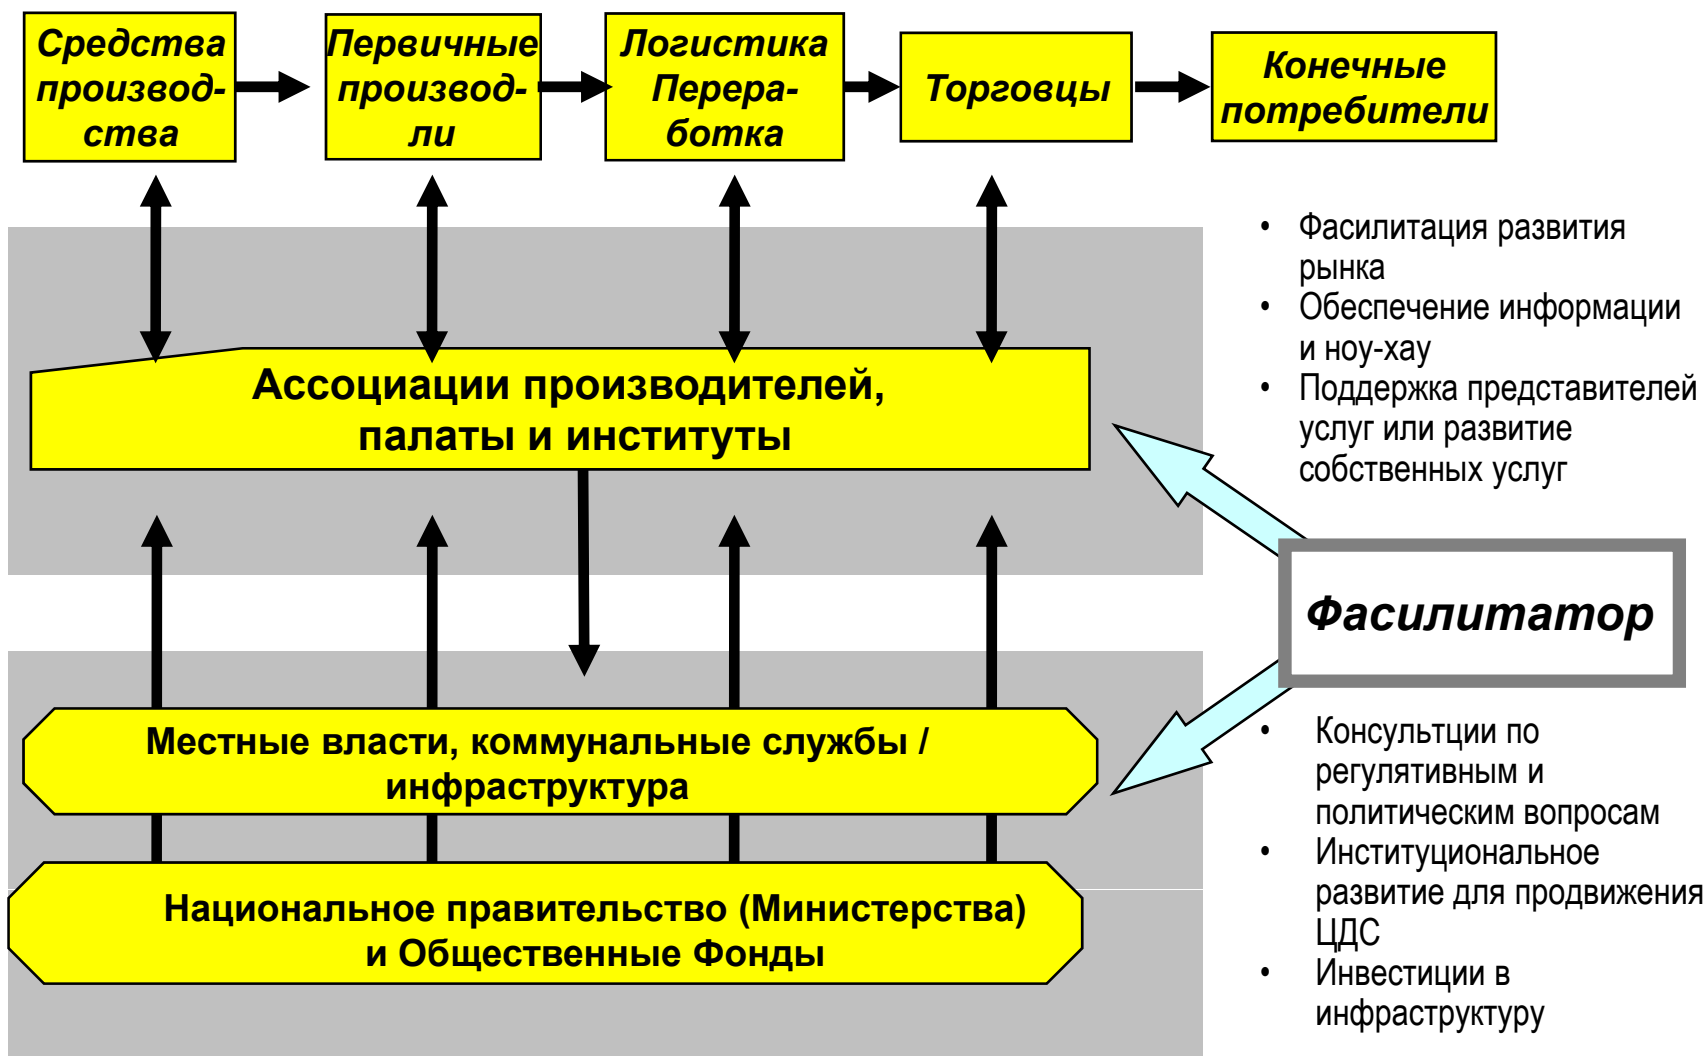 Средства
производ-
ства
Первичные
производ-
ли
Логистика
Перера-
ботка
Торговцы
Конечные
потребители
Ассоциации производителей,
палаты и институты
• Фасилитация развития
рынка
• Обеспечение информации
и ноу-хау
• Поддержка представителей
услуг или развитие
собственных услуг
Фасилитатор
Местные власти, коммунальные службы /
инфраструктура
Национальное правительство (Министерства)
и Общественные Фонды
• Консультции по
регулятивным и
политическим вопросам
• Институциональное
развитие для продвижения
ЦДС
• Инвестиции в
инфраструктуру